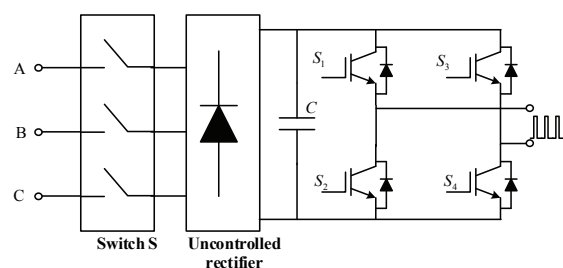 A
B
C
Switch S
Uncontrolled
rectifier
C
S1
S3
S2
S4